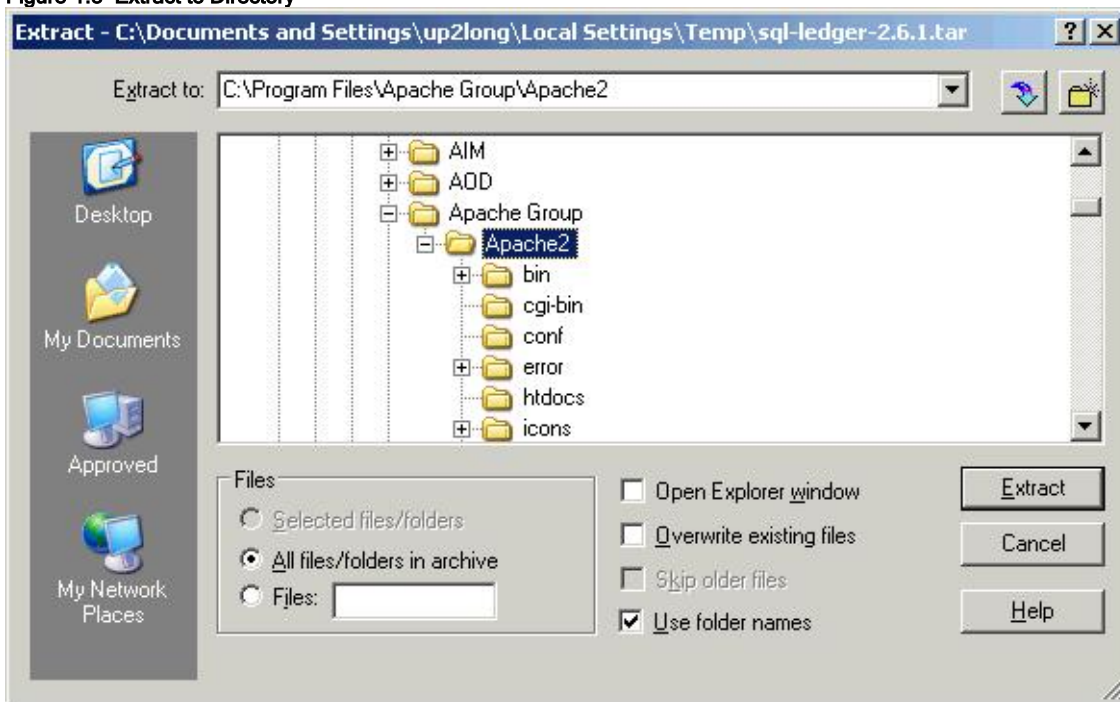 Figure 1.3 Extract to Directory
Extract - C:\Documents and Settings\up2long\Local Settings\Temp\sql-ledger-2.6.1.tar
Extract to: C:\Program Files\Apache Group\Apache2
Desktop
My Documents
Approved
My Network Places
AIM
AOD
Apache Group
Apache2
bin
cgi-bin
conf
error
htdocs
icons
Files
Selected files/folders
All files/folders in archive
Files:
Open Explorer window
Overwrite existing files
Skip older files
Use folder names
Extract
Cancel
Help